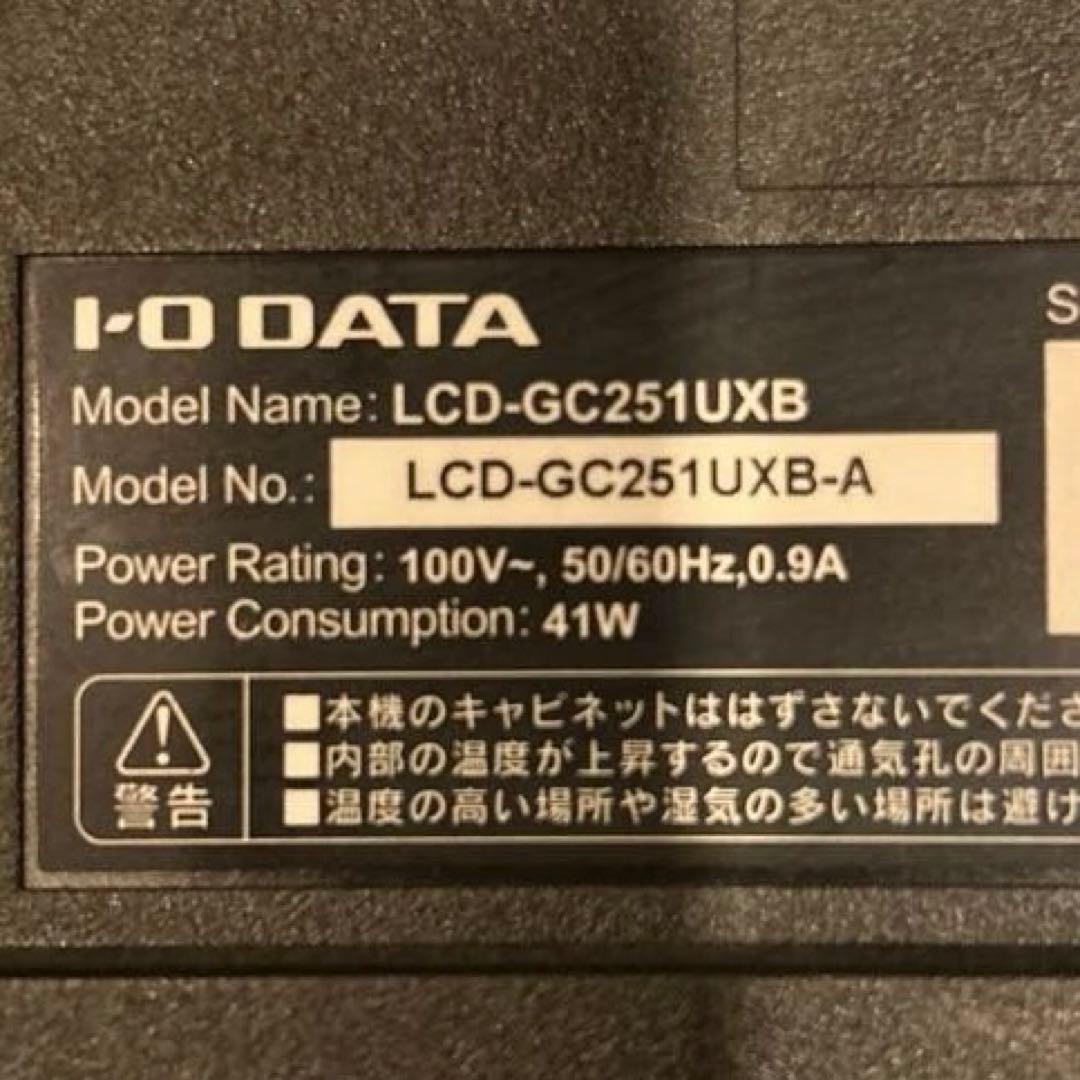 I-O DATA
S
Model Name: LCD-GC251UXB
Model No.: LCD-GC251UXB-A
Power Rating: 100V~, 50/60Hz,0.9A
Power Consumption: 41W
警告
■本機のキャビネットははずさないでくださ
■内部の温度が上昇するので通気孔の周囲
■温度の高い場所や湿気の多い場所は避け